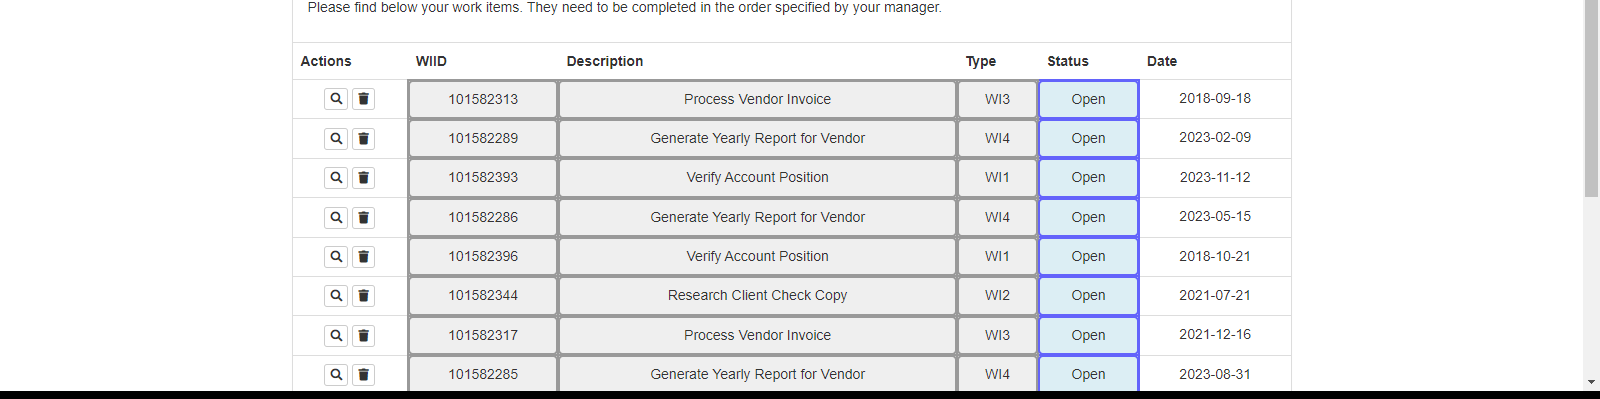 Please find below your work items. They need to be completed in the order specified by your manager.
Actions WIID Description Type Status Date
101582313 Process Vendor Invoice WI3 Open 2018-09-18
101582289 Generate Yearly Report for Vendor WI4 Open 2023-02-09
101582393 Verify Account Position WI1 Open 2023-11-12
101582286 Generate Yearly Report for Vendor WI4 Open 2023-05-15
101582396 Verify Account Position WI1 Open 2018-10-21
101582344 Research Client Check Copy WI2 Open 2021-07-21
101582317 Process Vendor Invoice WI3 Open 2021-12-16
101582285 Generate Yearly Report for Vendor WI4 Open 2023-08-31